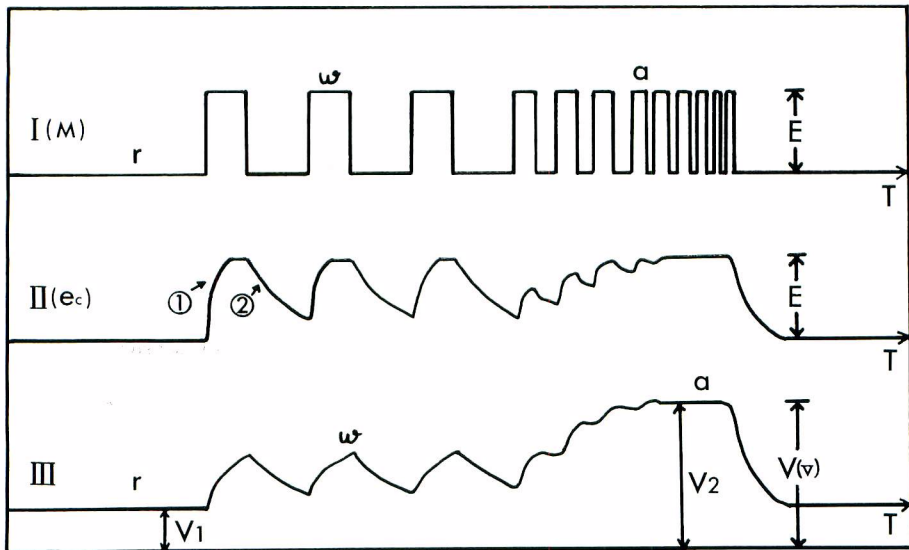 w a
I (M) r E
T
II (ec) ① ② E
T
a
w
III r V1 V2 V(v)
T